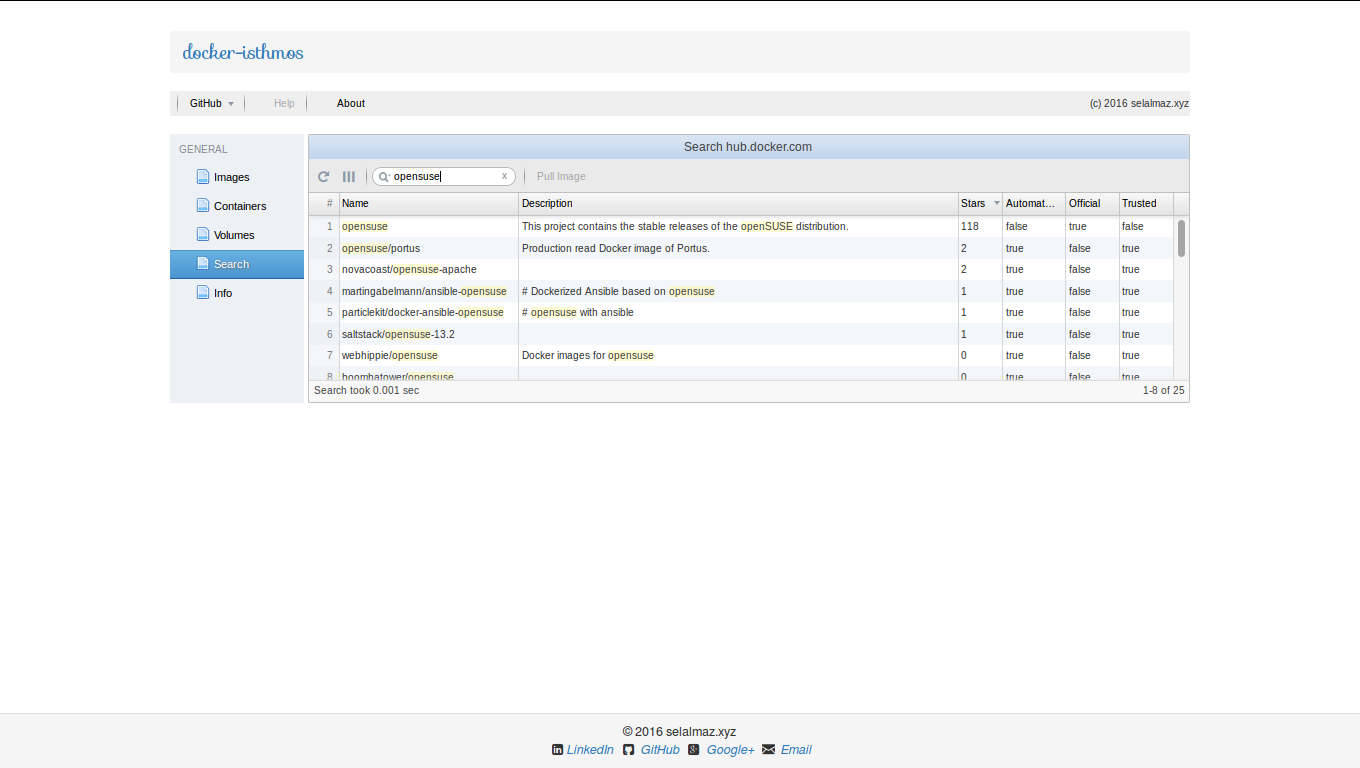 docker-isthmos
GitHub Help About (c) 2016 selalmaz.xyz
GENERAL
Images
Containers
Volumes
Search
Info
Search hub.docker.com
opensuse x Pull Image
# Name Description Stars Automat... Official Trusted
1 opensuse This project contains the stable releases of the openSUSE distribution. 118 false true false
2 opensuse/portus Production read Docker image of Portus. 2 true false true
3 novacoast/opensuse-apache 2 true false true
4 martingabelmann/ansible-opensuse # Dockerized Ansible based on opensuse 1 true false true
5 particlekit/docker-ansible-opensuse # opensuse with ansible 1 true false true
6 saltstack/opensuse-13.2 1 true false true
7 webhippie/opensuse Docker images for opensuse 0 true false true
8 boombatower/opensuse 0 true false true
Search took 0.001 sec 1-8 of 25
© 2016 selalmaz.xyz
LinkedIn GitHub Google+ Email